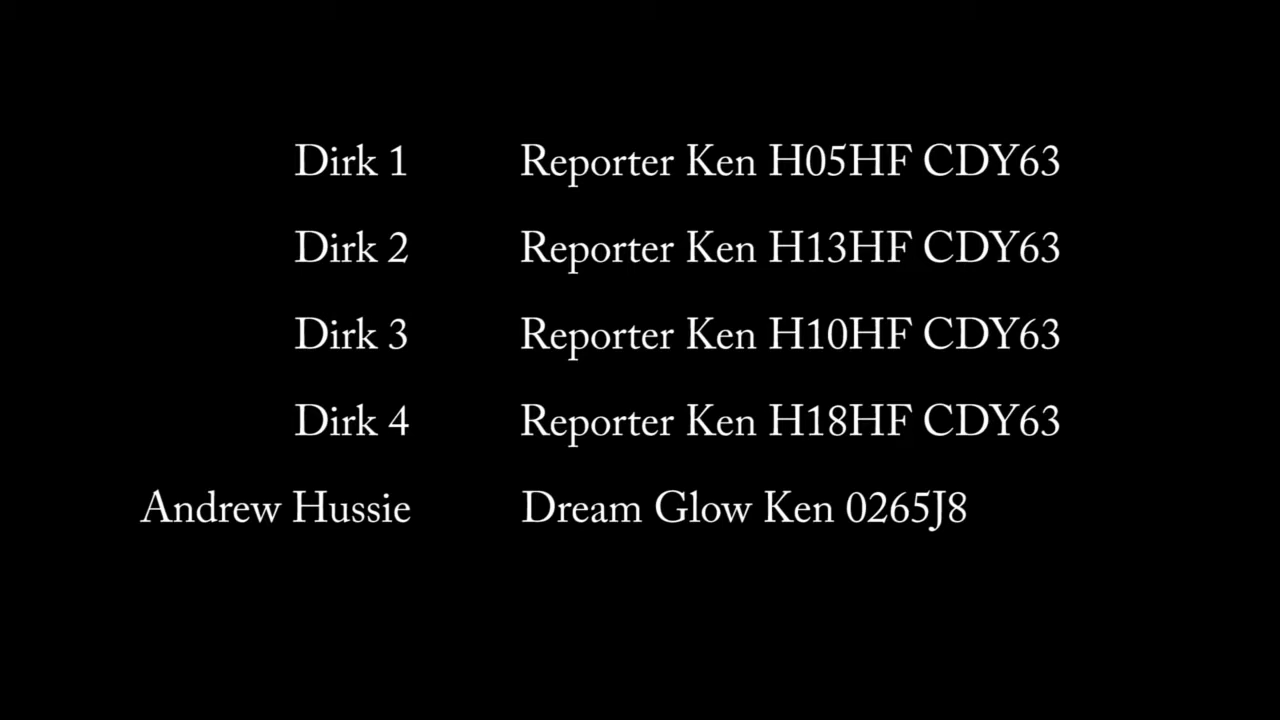 Dirk 1 Reporter Ken H05HF CDY63
Dirk 2 Reporter Ken H13HF CDY63
Dirk 3 Reporter Ken H10HF CDY63
Dirk 4 Reporter Ken H18HF CDY63
Andrew Hussie Dream Glow Ken 0265J8